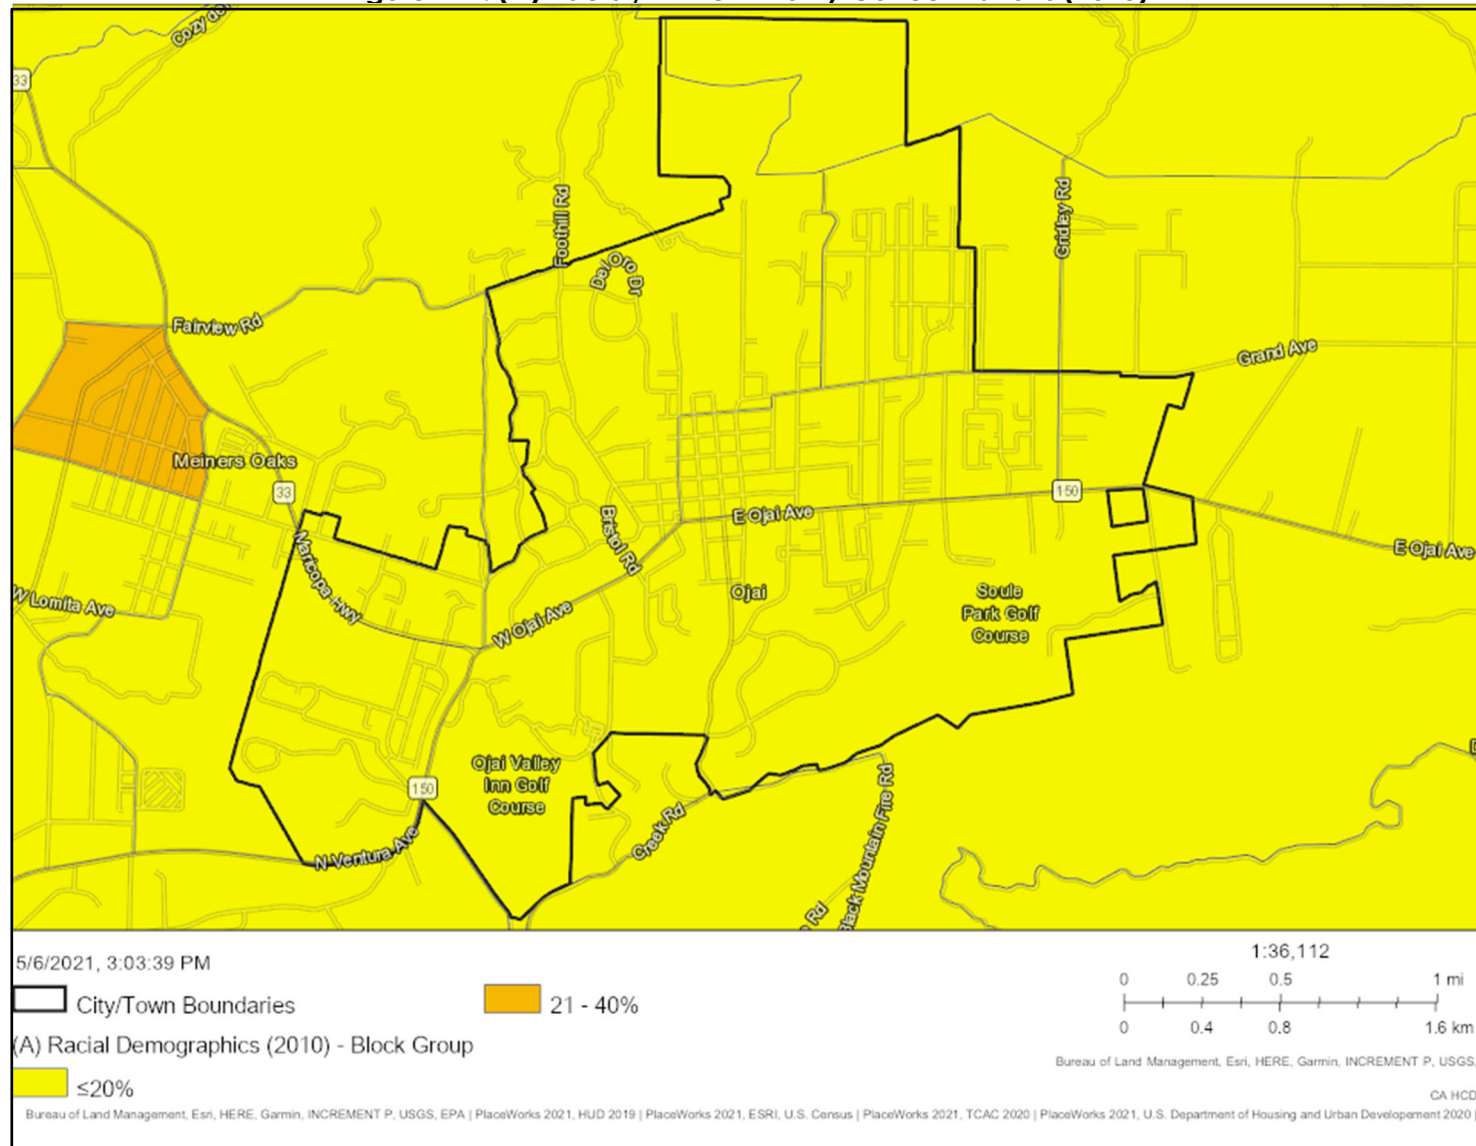 Cozy del
33
Foothill Rd
Gridley Rd
Del Oro Dr
Fairview Rd
Grand Ave
Meiners Oaks
33
150
Bristol Rd
E Ojai Ave
Maricopa Hwy
E Ojai Ave
W Lomita Ave
Ojai
Soule
Park Golf
Course
W Ojai Ave
Ojai Valley
Inn Golf
Course
150
Creek Rd
N Ventura Ave
Black Mountain Fire Rd
Rd
5/6/2021, 3:03:39 PM
City/Town Boundaries
21 - 40%
(A) Racial Demographics (2010) - Block Group
≤20%
1:36,112
0 0.25 0.5 1 mi
0 0.4 0.8 1.6 km
Bureau of Land Management, Esri, HERE, Garmin, INCREMENT P, USGS,
CA HCD
Bureau of Land Management, Esri, HERE, Garmin, INCREMENT P, USGS, EPA | PlaceWorks 2021, HUD 2019 | PlaceWorks 2021, ESRI, U.S. Census | PlaceWorks 2021, TCAC 2020 | PlaceWorks 2021, U.S. Department of Housing and Urban Developement 2020 |